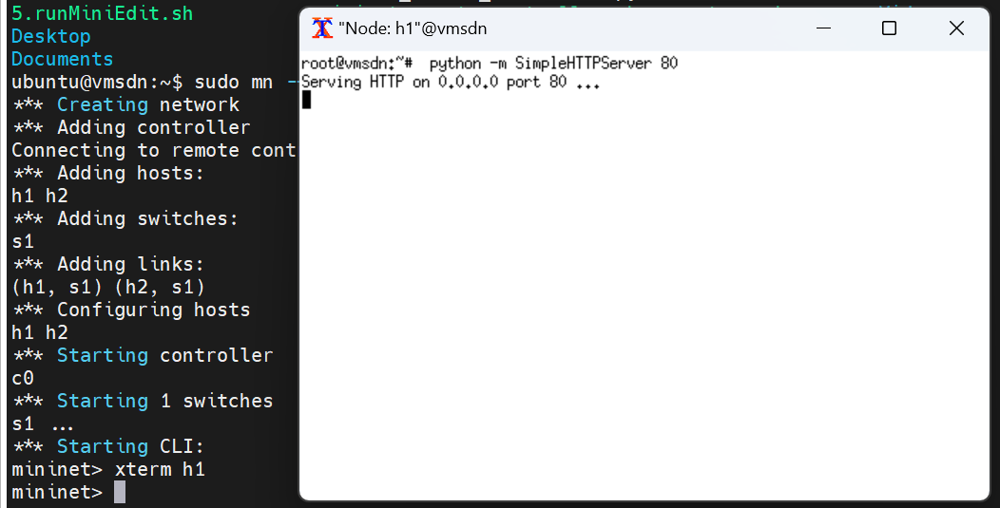 5.runMiniEdit.sh
Desktop
Documents
ubuntu@vmsdn:~$ sudo mn
*** Creating network
*** Adding controller
Connecting to remote cont
*** Adding hosts:
h1 h2
*** Adding switches:
s1
*** Adding links:
(h1, s1) (h2, s1)
*** Configuring hosts
h1 h2
*** Starting controller
c0
*** Starting 1 switches
s1 ...
*** Starting CLI:
mininet> xterm h1
mininet>
"Node: h1"@vmsdn
root@vmsdn:~#  python -m SimpleHTTPServer 80
Serving HTTP on 0.0.0.0 port 80 ...